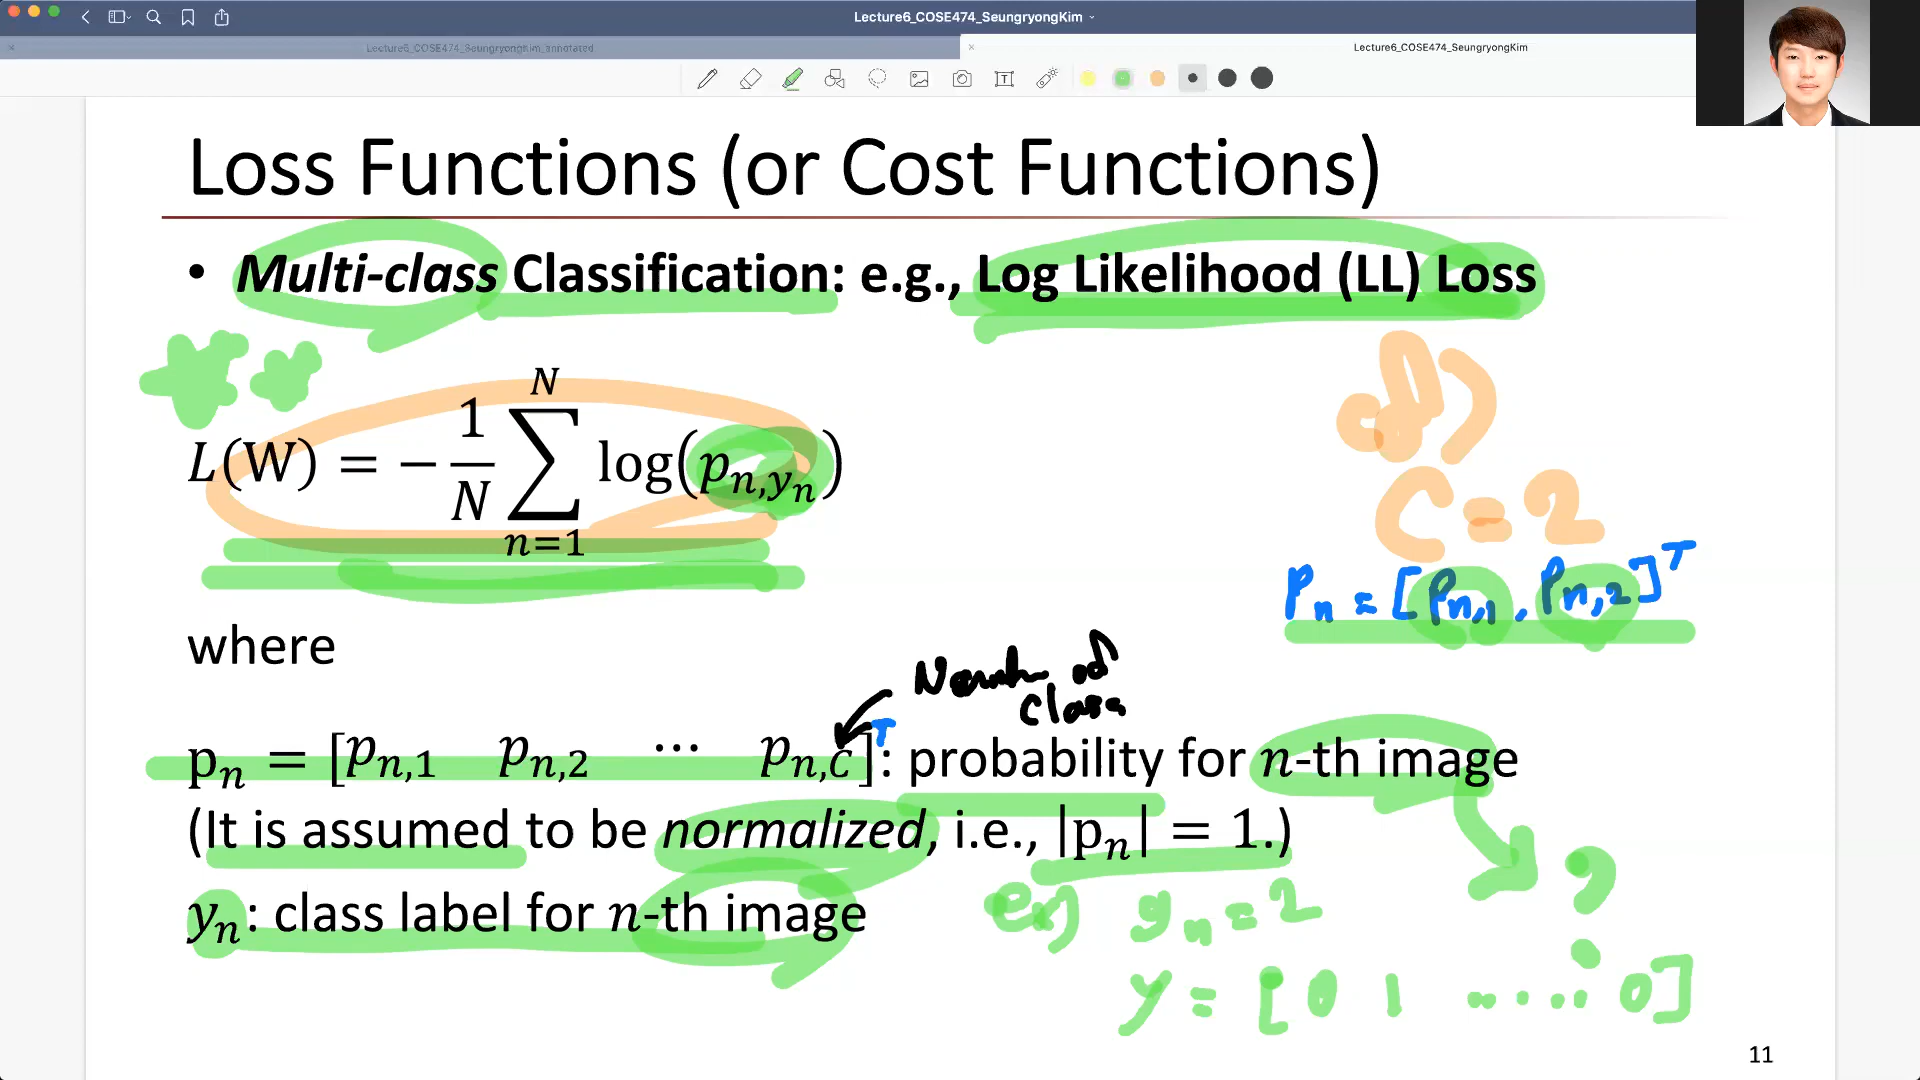 Lecture6_COSE474_SeungryongKim
Lecture6_COSE474_SeungryongKim_annotated
Lecture6_COSE474_SeungryongKim
Loss Functions (or Cost Functions)
• Multi-class Classification: e.g., Log Likelihood (LL) Loss
L(W) = −1/N ∑_{n=1}^{N} log(p_{n,y_n})
C = 2
P_n = [P_{n,1}, P_{n,2}]^T
where
of
class
p_n = [p_{n,1} p_{n,2} ⋯ p_{n,C}]^T: probability for n-th image
(It is assumed to be normalized, i.e., |p_n| = 1.)
y_n: class label for n-th image
ex) y_n = 2
y = [0 1 ..... 0]
11